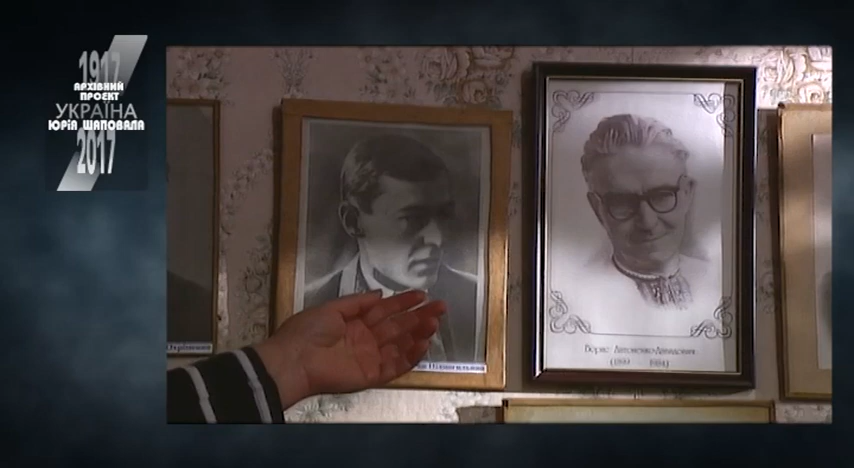 1917
АРХІВНИЙ
ПРОЕКТ
УКРАЇНА
ЮРІЯ ШАПОВАЛА
2017
Борис Антоненко-Давидович
(1899 1984)